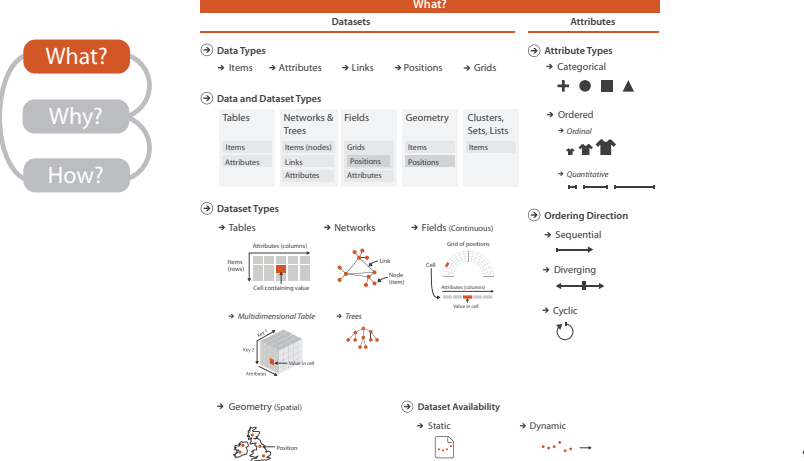 What?
Why?
How?
What?
Datasets
Attributes
Data Types
Items
Attributes
Links
Positions
Grids
Data and Dataset Types
Tables
Items
Attributes
Networks &
Trees
Items (nodes)
Links
Attributes
Fields
Grids
Positions
Attributes
Geometry
Items
Positions
Clusters,
Sets, Lists
Items
Dataset Types
Tables
Attributes (columns)
Items
(rows)
Cell containing value
Networks
Link
Node
(item)
Fields (Continuous)
Grid of positions
Cell
Attributes (columns)
Value in cell
Multidimensional Table
Key 1
Key 2
Attributes
Value in cell
Trees
Geometry (Spatial)
Position
Dataset Availability
Static
Dynamic
Attribute Types
Categorical
Ordered
Ordinal
Quantitative
Ordering Direction
Sequential
Diverging
Cyclic